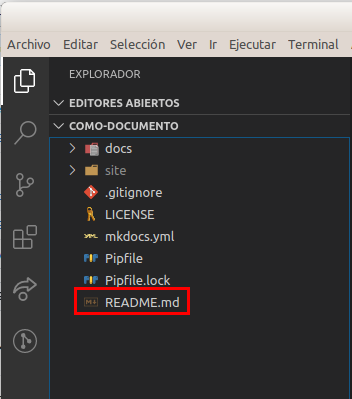 Archivo Editar Selección Ver Ir Ejecutar Terminal
EXPLORADOR
EDITORES ABIERTOS
COMO-DOCUMENTO
docs
site
.gitignore
LICENSE
mkdocs.yml
Pipfile
Pipfile.lock
README.md